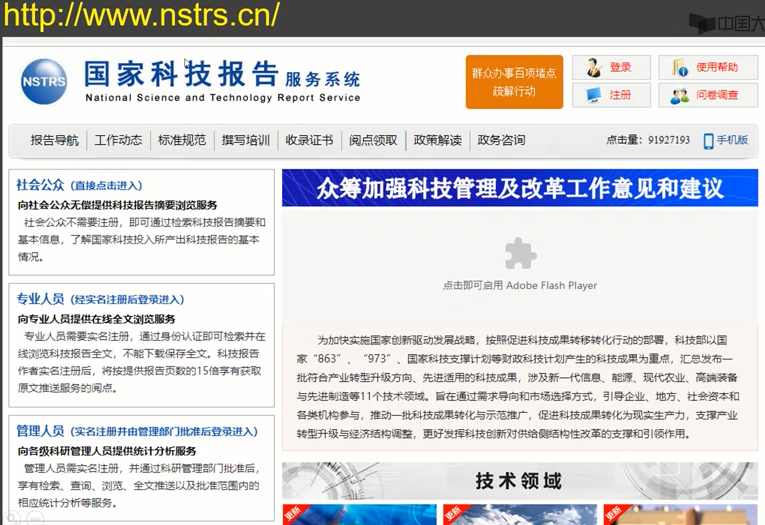 http://www.nstrs.cn/
中国大
NSTRS
国家科技报告服务系统
National Science and Technology Report Service
群众办事百项堵点
疏解行动
登录
使用帮助
注册
问卷调查
报告导航 工作动态 标准规范 撰写培训 收录证书 阅点领取 政策解读 政务咨询 点击量：91927193 手机版
社会公众（直接点击进入）
向社会公众无偿提供科技报告摘要浏览服务
社会公众不需要注册，即可通过检索科技报告摘要和
基本信息，了解国家科技投入所产出科技报告的基本
情况。
专业人员（经实名注册后登录进入）
向专业人员提供在线全文浏览服务
专业人员需要实名注册，通过身份认证即可检索并在
线浏览科技报告全文，不能下载保存全文。科技报告
作者实名注册后，将按提供报告页数的15倍享有获取
原文推送服务的阅点。
管理人员（实名注册并由管理部门批准后登录进入）
向各级科研管理人员提供统计分析服务
管理人员需实名注册，并通过科研管理部门批准后，
享有检索、查询、浏览、全文推送以及批准范围内的
相应统计分析等服务。
众筹加强科技管理及改革工作意见和建议
点击即可启用 Adobe Flash Player
为加快实施国家创新驱动发展战略，按照促进科技成果转移转化行动的部署，科技部以国
家“863”、“973”、国家科技支撑计划等财政科技计划产生的科技成果为重点，汇总发布一
批符合产业转型升级方向、先进适用的科技成果，涉及新一代信息、能源、现代农业、高端装备
与先进制造等11个技术领域。旨在通过需求导向和市场选择方式，引导企业、地方、社会资本和
各类机构参与，推动一批科技成果转化与示范推广，促进科技成果转化为现实生产力，支撑产业
转型升级与经济结构调整，更好发挥科技创新对供给侧结构性改革的支撑和引领作用。
技术领域
更新
更新
更新